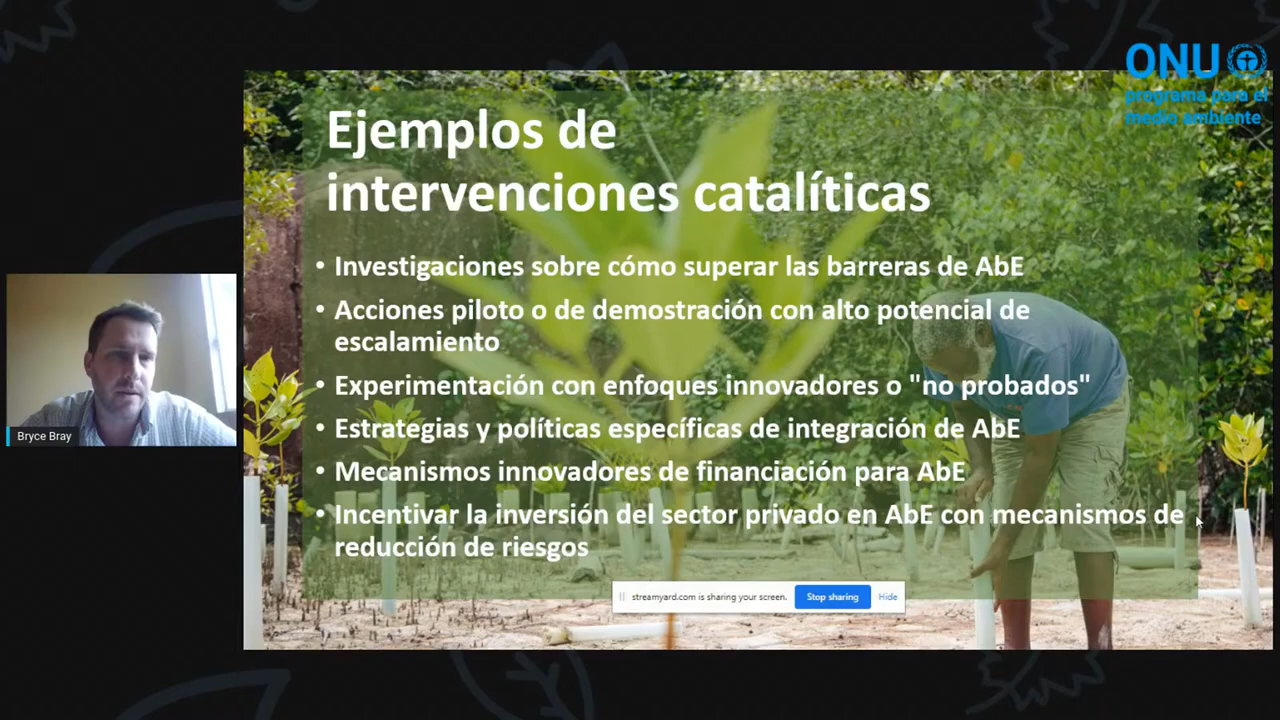 ONU
programa para el
medio ambiente
Ejemplos de
intervenciones catalíticas
• Investigaciones sobre cómo superar las barreras de AbE
• Acciones piloto o de demostración con alto potencial de
escalamiento
• Experimentación con enfoques innovadores o "no probados"
• Estrategias y políticas específicas de integración de AbE
• Mecanismos innovadores de financiación para AbE
• Incentivar la inversión del sector privado en AbE con mecanismos de
reducción de riesgos
Bryce Bray
streamyard.com is sharing your screen. Stop sharing Hide